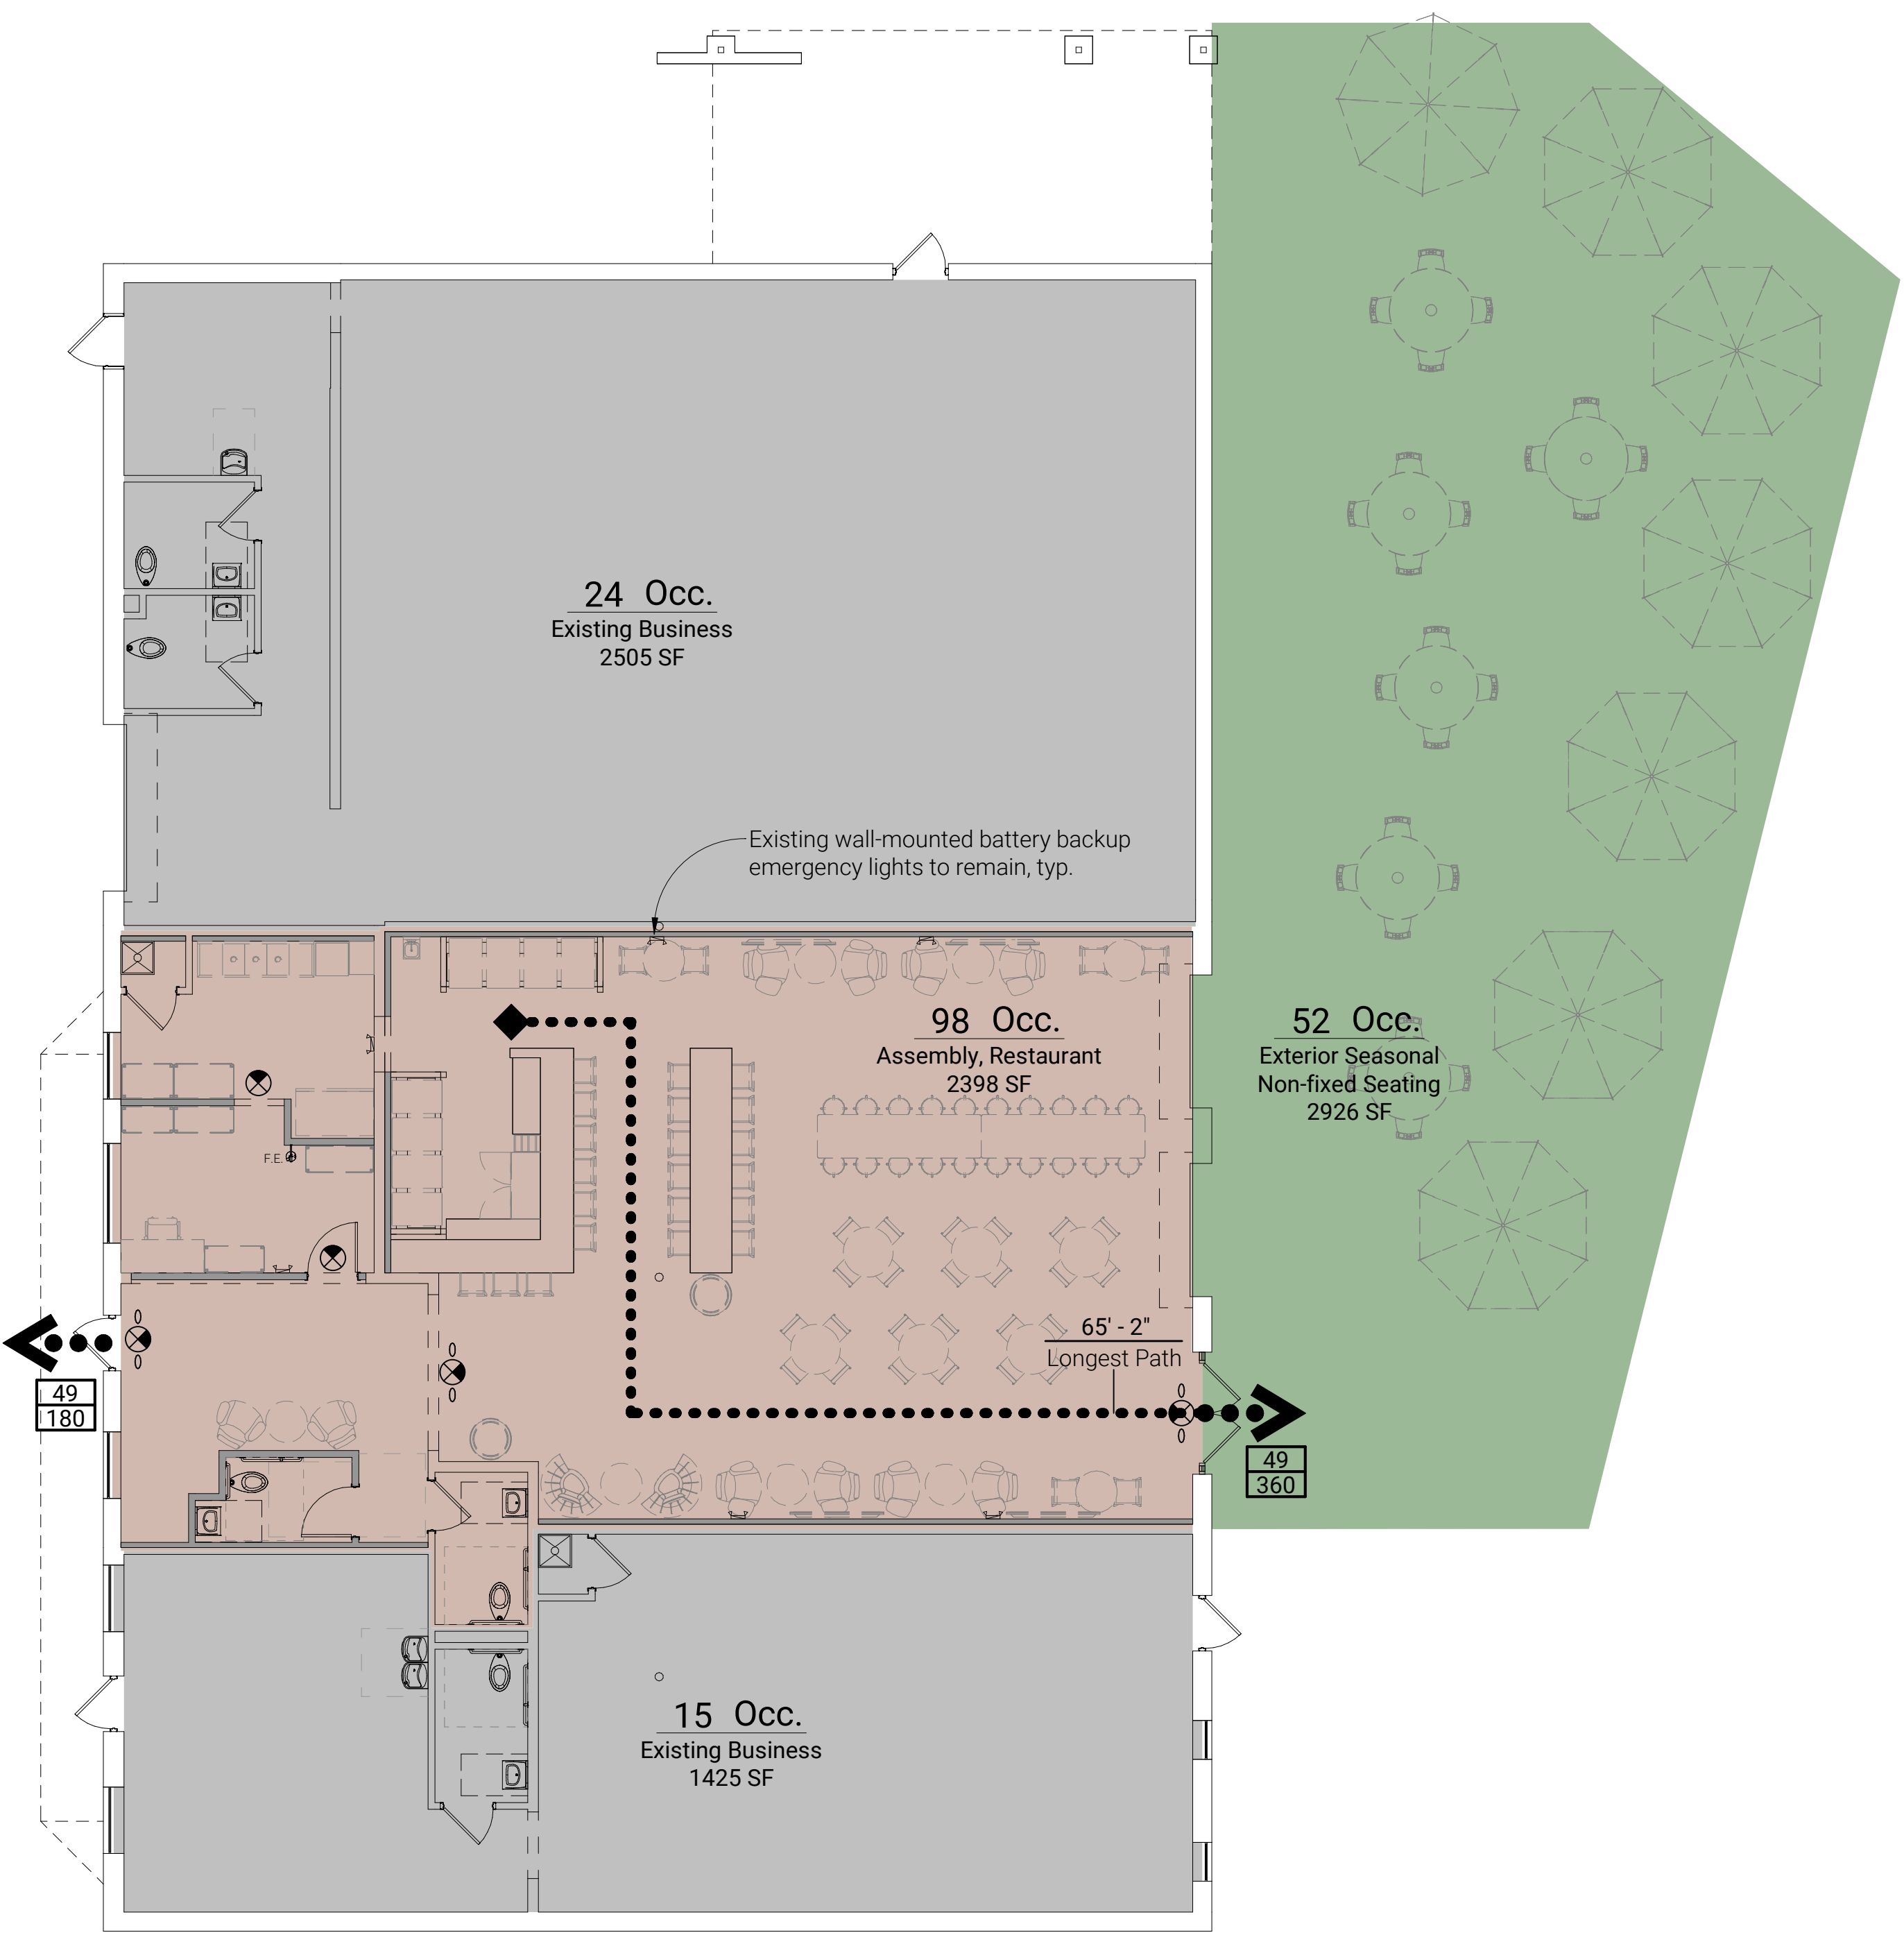 24 Occ.
Existing Business
2505 SF
Existing wall-mounted battery backup
emergency lights to remain, typ.
98 Occ.
Assembly, Restaurant
2398 SF
52 Occ.
Exterior Seasonal
Non-fixed Seating
2926 SF
F.E.
65' - 2"
Longest Path
49
180
49
360
15 Occ.
Existing Business
1425 SF